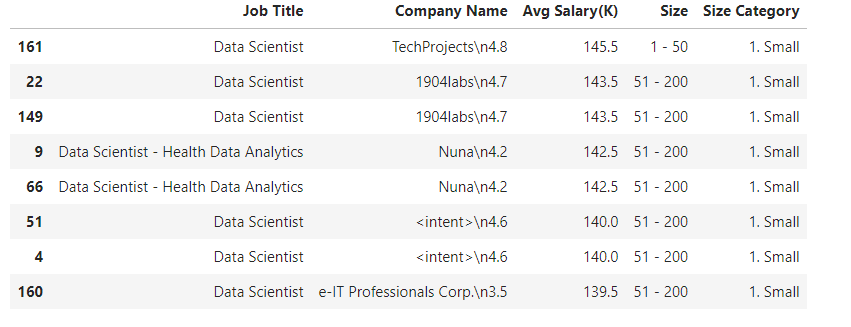 Job Title Company Name Avg Salary(K) Size Size Category
161 Data Scientist TechProjects\n4.8 145.5 1 - 50 1. Small
22 Data Scientist 1904labs\n4.7 143.5 51 - 200 1. Small
149 Data Scientist 1904labs\n4.7 143.5 51 - 200 1. Small
9 Data Scientist - Health Data Analytics Nuna\n4.2 142.5 51 - 200 1. Small
66 Data Scientist - Health Data Analytics Nuna\n4.2 142.5 51 - 200 1. Small
51 Data Scientist <intent>\n4.6 140.0 51 - 200 1. Small
4 Data Scientist <intent>\n4.6 140.0 51 - 200 1. Small
160 Data Scientist e-IT Professionals Corp.\n3.5 139.5 51 - 200 1. Small